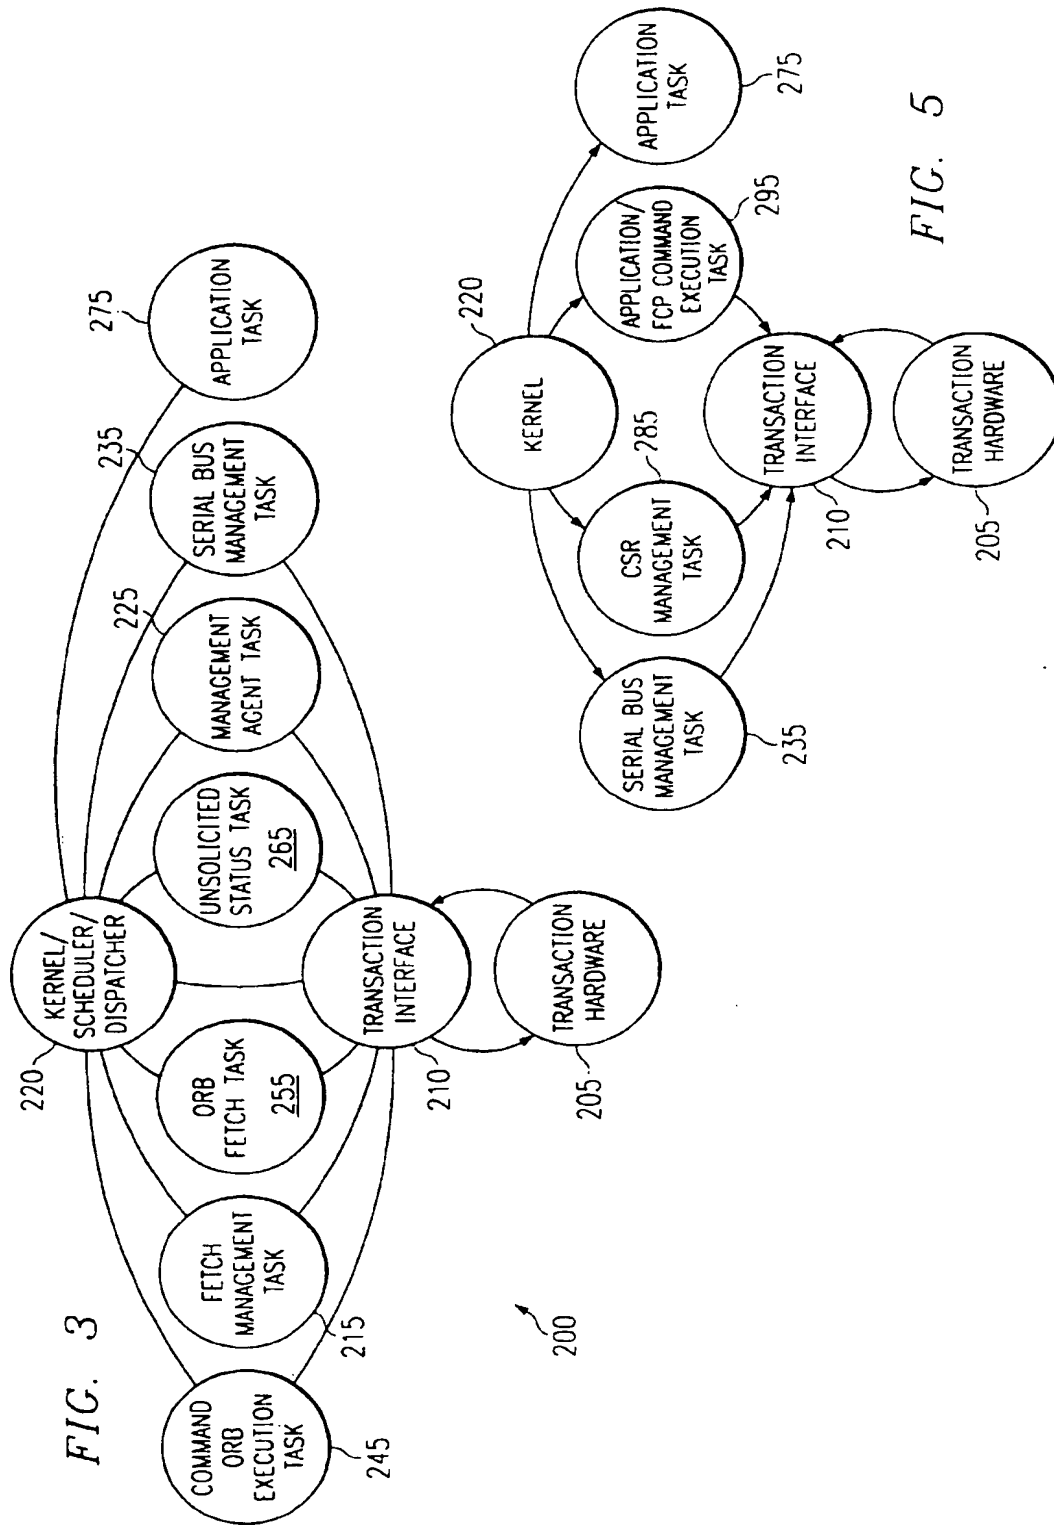 FIG. 3
220
KERNEL/
SCHEDULER/
DISPATCHER
COMMAND
ORB
EXECUTION
TASK
245
FETCH
MANAGEMENT
TASK
215
ORB
FETCH TASK
255
UNSOLICITED
STATUS TASK
265
225
MANAGEMENT
AGENT TASK
235
SERIAL BUS
MANAGEMENT
TASK
275
APPLICATION
TASK
TRANSACTION
INTERFACE
210
TRANSACTION
HARDWARE
205
200
220
KERNEL
SERIAL BUS
MANAGEMENT
TASK
235
285
CSR
MANAGEMENT
TASK
APPLICATION/
FCP COMMAND
EXECUTION
TASK
295
APPLICATION
TASK
275
TRANSACTION
INTERFACE
210
TRANSACTION
HARDWARE
205
FIG. 5